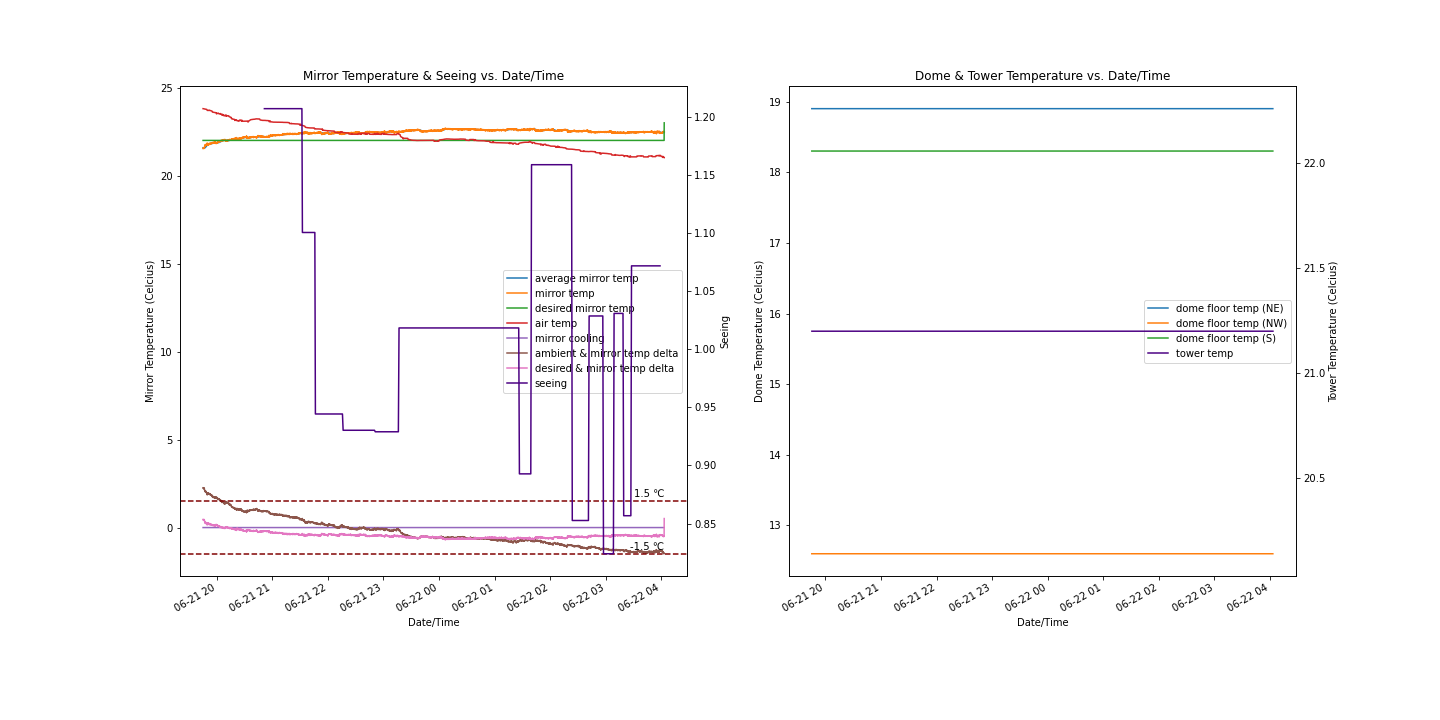 Mirror Temperature & Seeing vs. Date/Time
Mirror Temperature (Celcius)
25
20
15
10
5
0
1.20
1.15
1.10
1.05
1.00
0.95
0.90
0.85
Seeing
average mirror temp
mirror temp
desired mirror temp
air temp
mirror cooling
ambient & mirror temp delta
desired & mirror temp delta
seeing
1.5 °C
-1.5 °C
06-21 20
06-21 21
06-21 22
06-21 23
06-22 00
06-22 01
06-22 02
06-22 03
06-22 04
Date/Time
Dome & Tower Temperature vs. Date/Time
Dome Temperature (Celcius)
19
18
17
16
15
14
13
22.0
21.5
21.0
20.5
Tower Temperature (Celcius)
dome floor temp (NE)
dome floor temp (NW)
dome floor temp (S)
tower temp
06-21 20
06-21 21
06-21 22
06-21 23
06-22 00
06-22 01
06-22 02
06-22 03
06-22 04
Date/Time